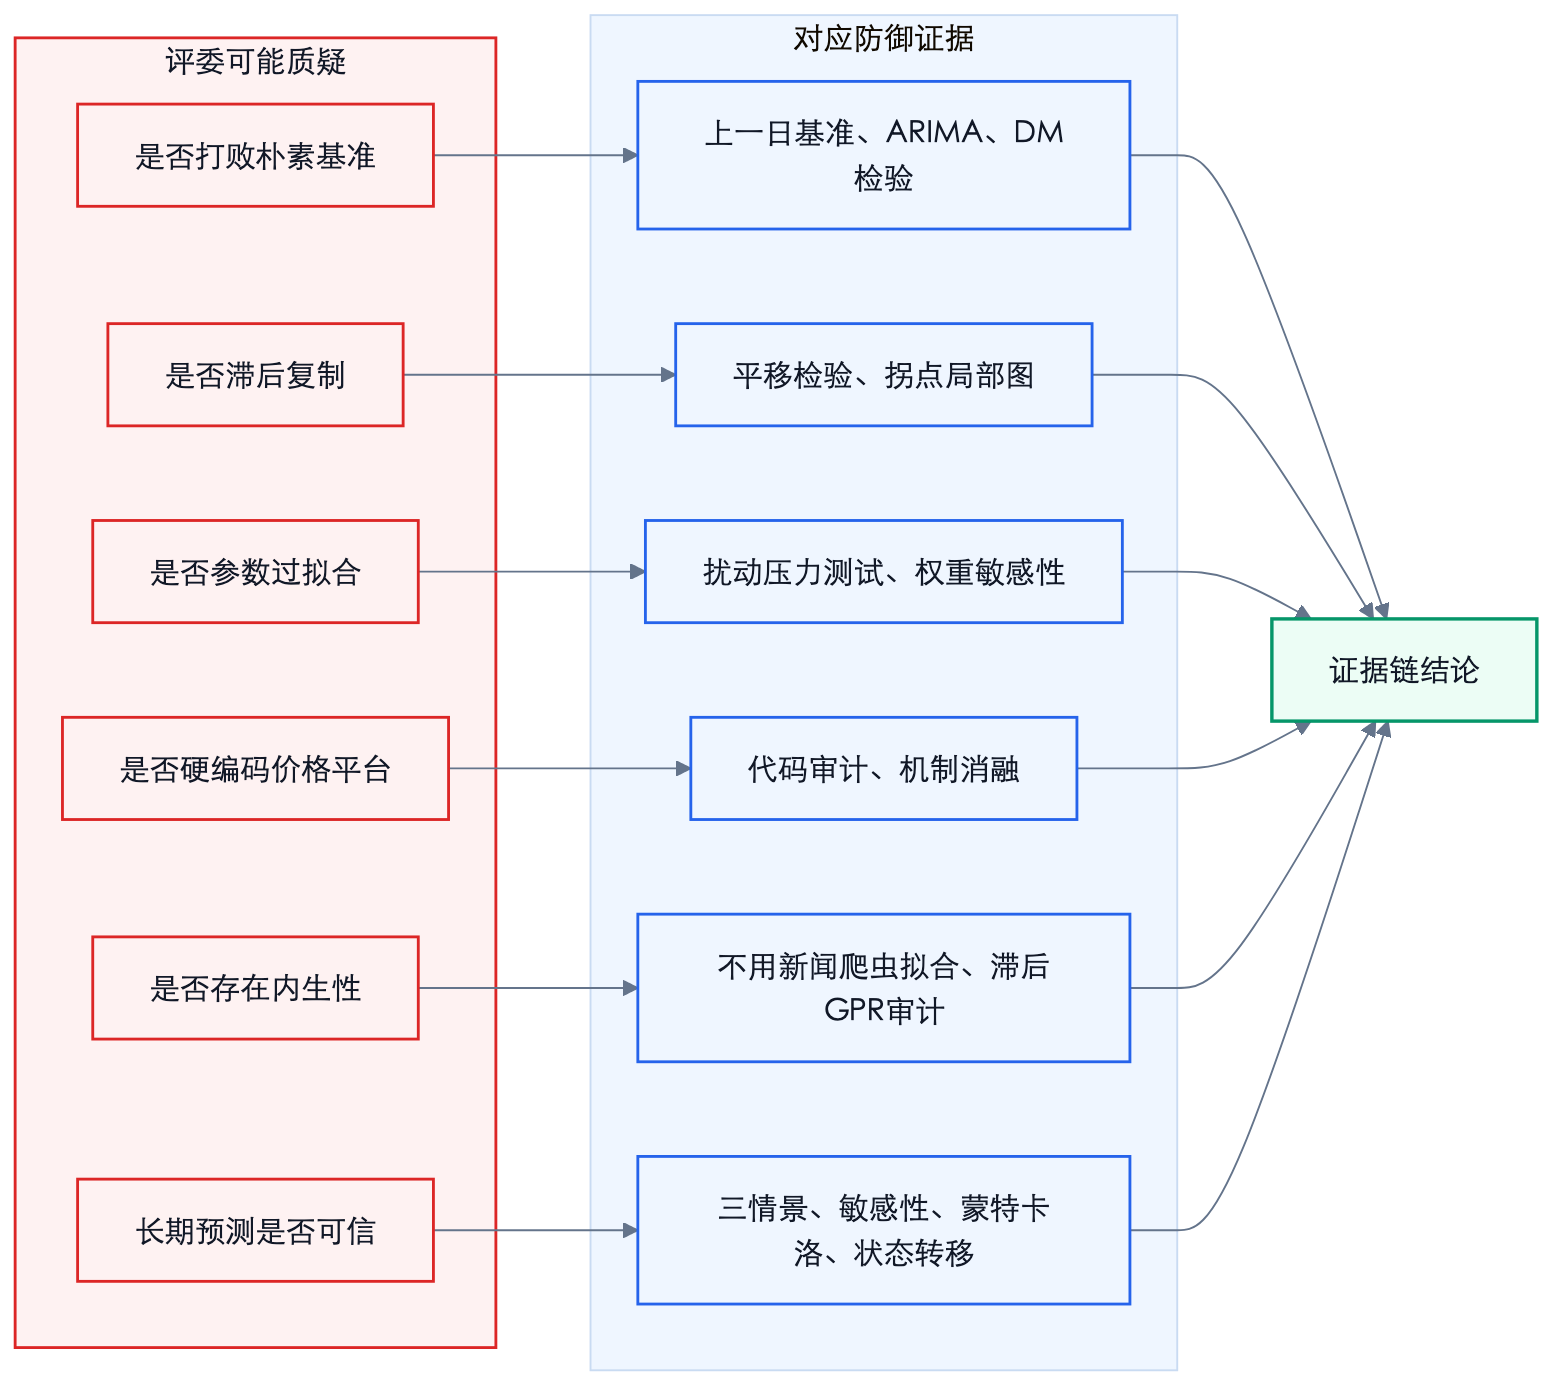 评委可能质疑
是否打败朴素基准
是否滞后复制
是否参数过拟合
是否硬编码价格平台
是否存在内生性
长期预测是否可信
对应防御证据
上一日基准、ARIMA、DM
检验
平移检验、拐点局部图
扰动压力测试、权重敏感性
代码审计、机制消融
不用新闻爬虫拟合、滞后
GPR审计
三情景、敏感性、蒙特卡
洛、状态转移
证据链结论